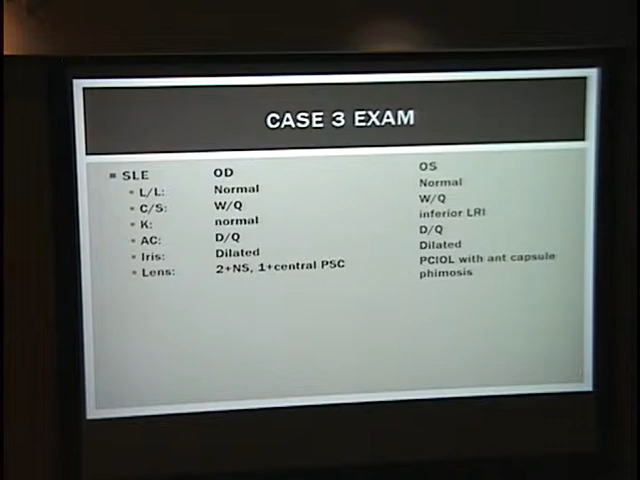 CASE 3 EXAM
SLE OD OS
L/L: Normal Normal
C/S: W/Q W/Q
K: normal inferior LRI
AC: D/Q D/Q
Iris: Dilated Dilated
Lens: 2+NS, 1+central PSC PCIOL with ant capsule
phimosis